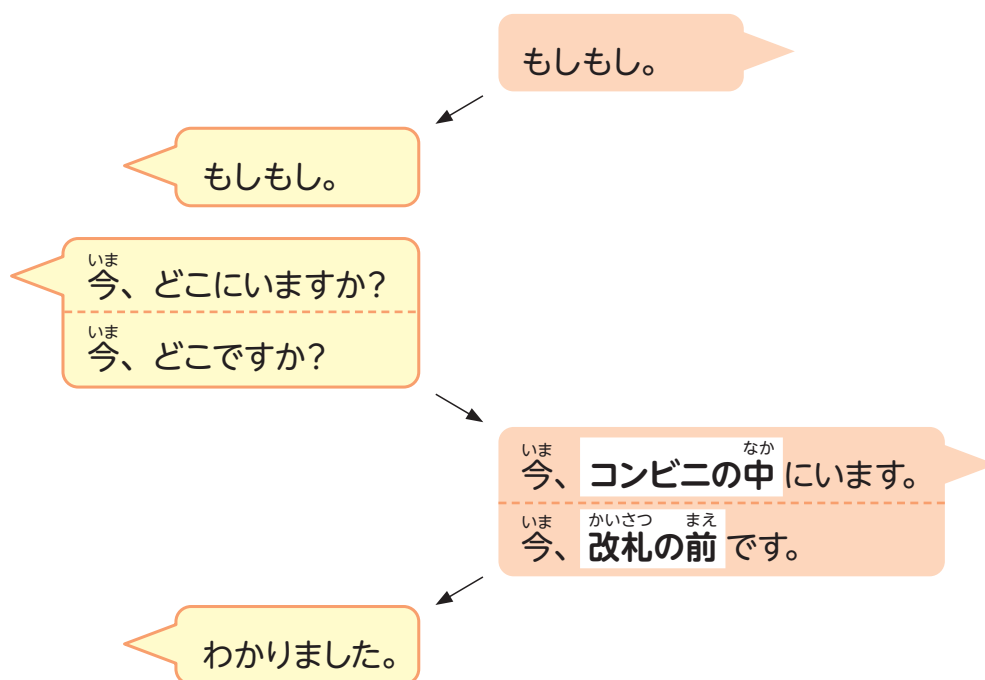 もしもし。
もしもし。
いま
今、どこにいますか?
いま
今、どこですか?
いま なか
今、コンビニの中にいます。
いま かいさつ まえ
今、改札の前です。
わかりました。